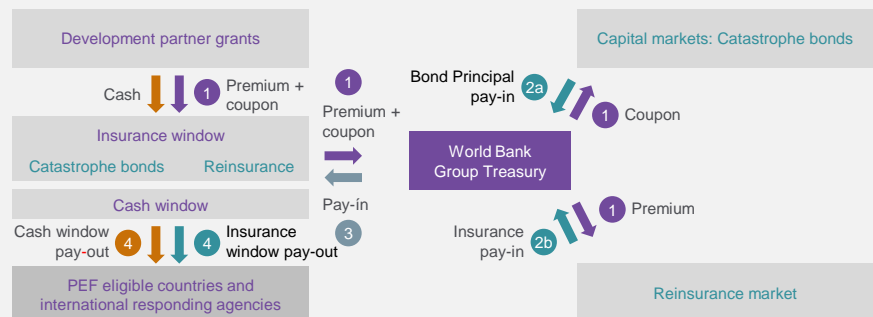 Development partner grants
Cash
1
Premium +
coupon
Insurance window
Catastrophe bonds
Reinsurance
Cash window
Cash window
pay-out
4
4
Insurance
window pay-out
PEF eligible countries and
international responding agencies
1
Premium +
coupon
Pay-ín
3
World Bank
Group Treasury
Capital markets: Catastrophe bonds
Bond Principal
pay-in
2a
1
Coupon
1
Premium
Insurance
pay-in
2b
Reinsurance market